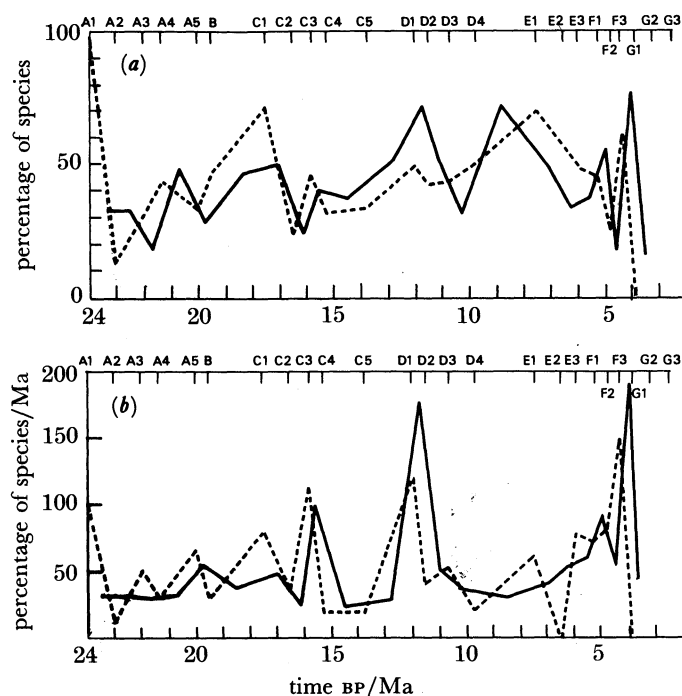 A1 A2 A3 A4 A5 B C1 C2 C3 C4 C5 D1 D2 D3 D4 E1 E2 E3 F1 F3 G2 G3
F2 G1
100
(a)
50
0
percentage of species
24 20 15 10 5
A1 A2 A3 A4 A5 B C1 C2 C3 C4 C5 D1 D2 D3 D4 E1 E2 E3 F1 F3 G2 G3
F2 G1
200
(b)
150
100
50
percentage of species/Ma
24 20 15 10 5
time BP/Ma